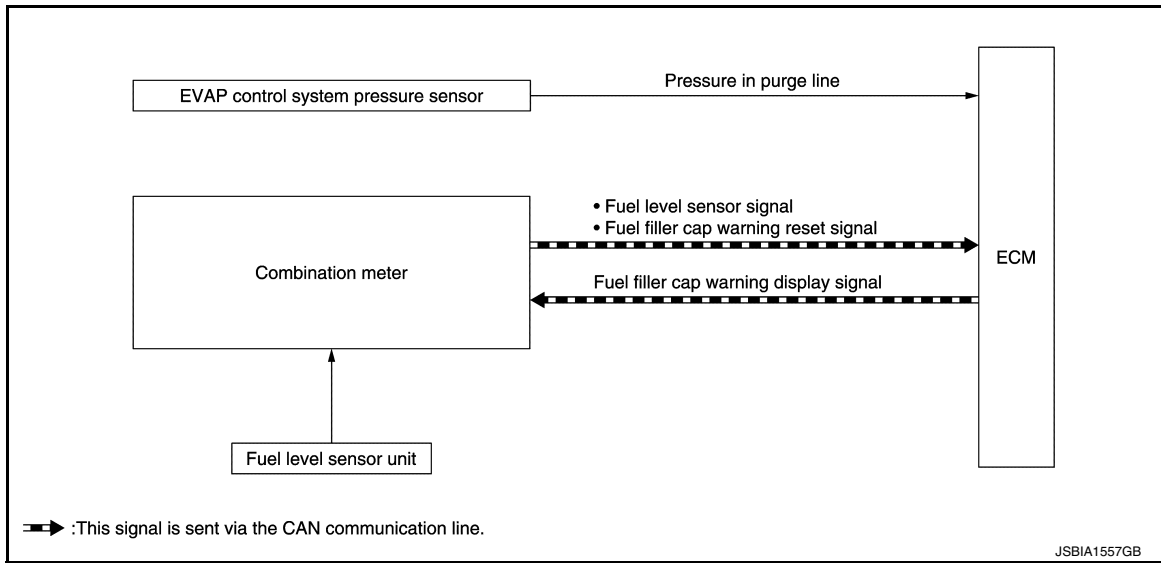 EVAP control system pressure sensor
Pressure in purge line
Combination meter
• Fuel level sensor signal
• Fuel filler cap warning reset signal
Fuel filler cap warning display signal
ECM
Fuel level sensor unit
:This signal is sent via the CAN communication line.
JSBIA1557GB